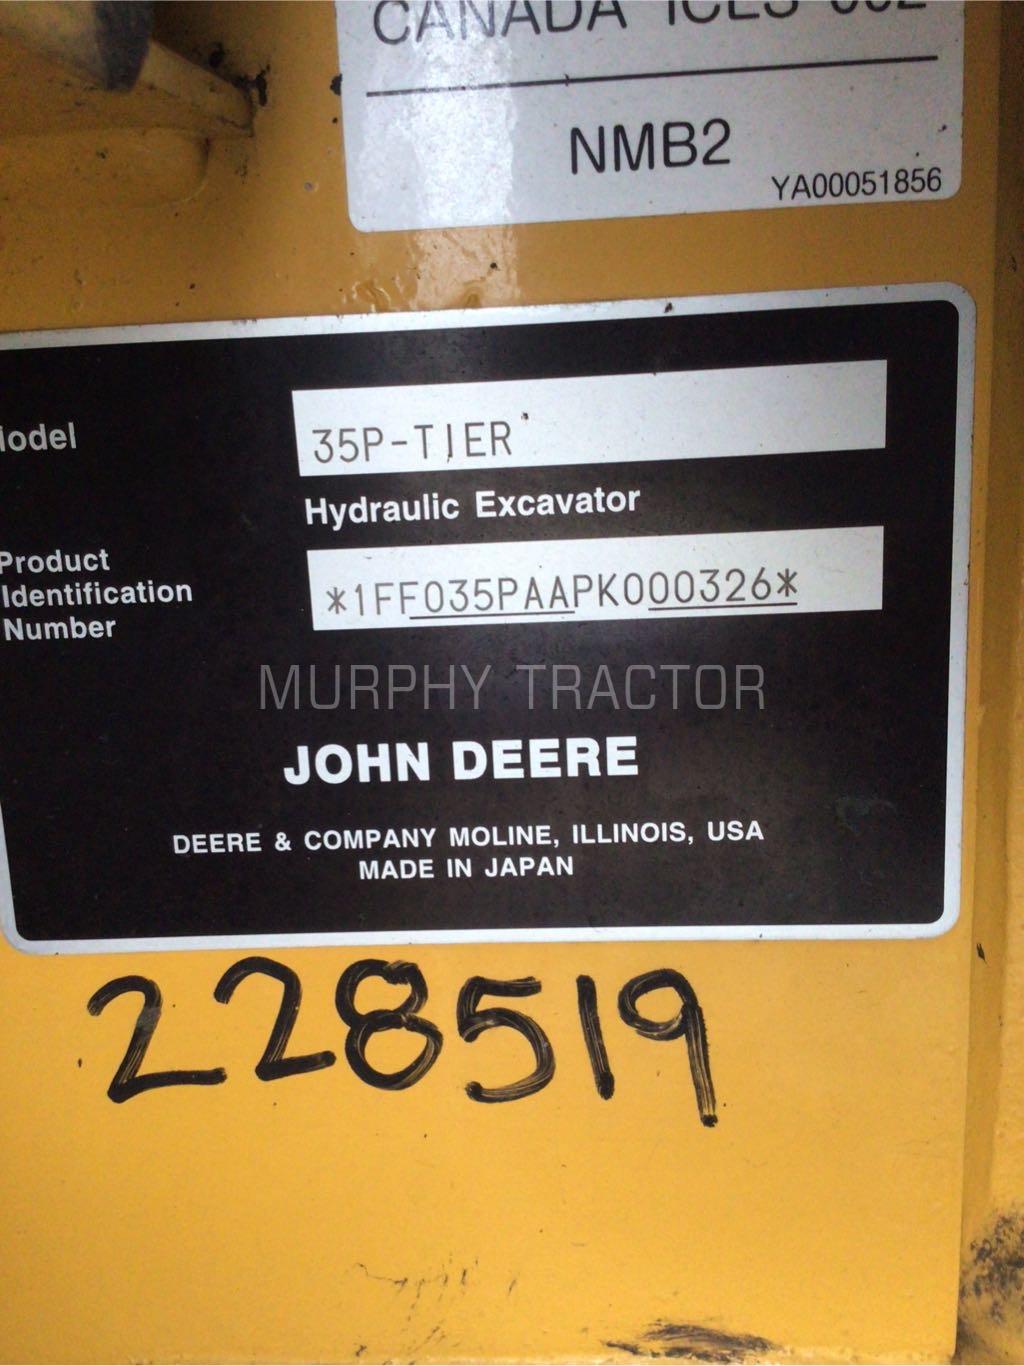 CANADA ICES 002
NMB2
YA00051856
Model
35P-TIER
Hydraulic Excavator
Product
Identification
Number
*1FF035PAAPK000326*
MURPHY TRACTOR
JOHN DEERE
DEERE & COMPANY MOLINE, ILLINOIS, USA
MADE IN JAPAN
228519